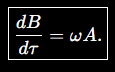 dB/dτ = ωA.